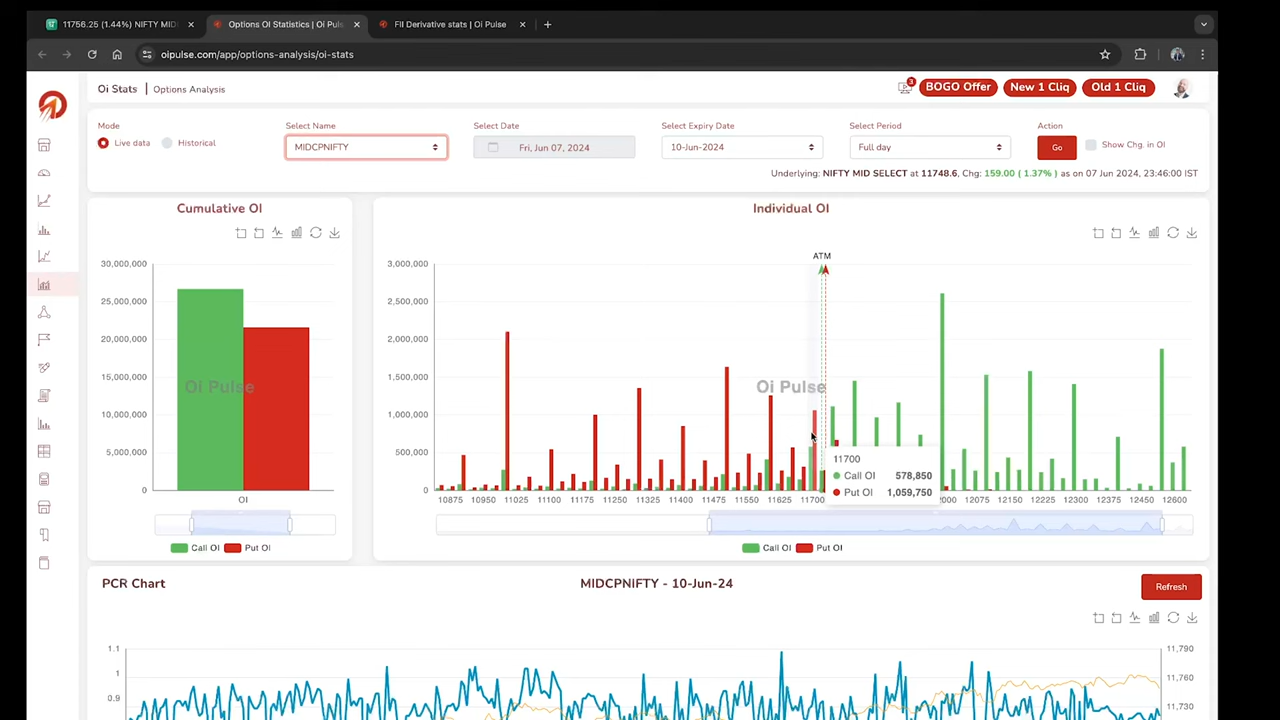 11756.25 (1.44%) NIFTY MID
Options OI Statistics | Oi Puls
FII Derivative stats | OI Pulse
oipulse.com/app/options-analysis/oi-stats
Oi Stats | Options Analysis
3
BOGO Offer
New 1 Cliq
Old 1 Cliq
Mode
Select Name
Select Date
Select Expiry Date
Select Period
Action
Live data
Historical
MIDCPNIFTY
Fri, Jun 07, 2024
10-Jun-2024
Full day
Go
Show Chg. in OI
Underlying: NIFTY MID SELECT at 11748.6, Chg: 159.00 ( 1.37% ) as on 07 Jun 2024, 23:46:00 IST
Cumulative OI
30,000,000
25,000,000
20,000,000
15,000,000
10,000,000
5,000,000
0
Oi Pulse
OI
Call OI
Put OI
Individual OI
ATM
3,000,000
2,500,000
2,000,000
1,500,000
1,000,000
500,000
0
Oi Pulse
11700
Call OI 578,850
Put OI 1,059,750
10875 10950 11025 11100 11175 11250 11325 11400 11475 11550 11625 11700 2000 12075 12150 12225 12300 12375 12450 12600
Call OI
Put OI
PCR Chart
MIDCPNIFTY - 10-Jun-24
Refresh
1.1
0.9
11,790
11,760
11,730